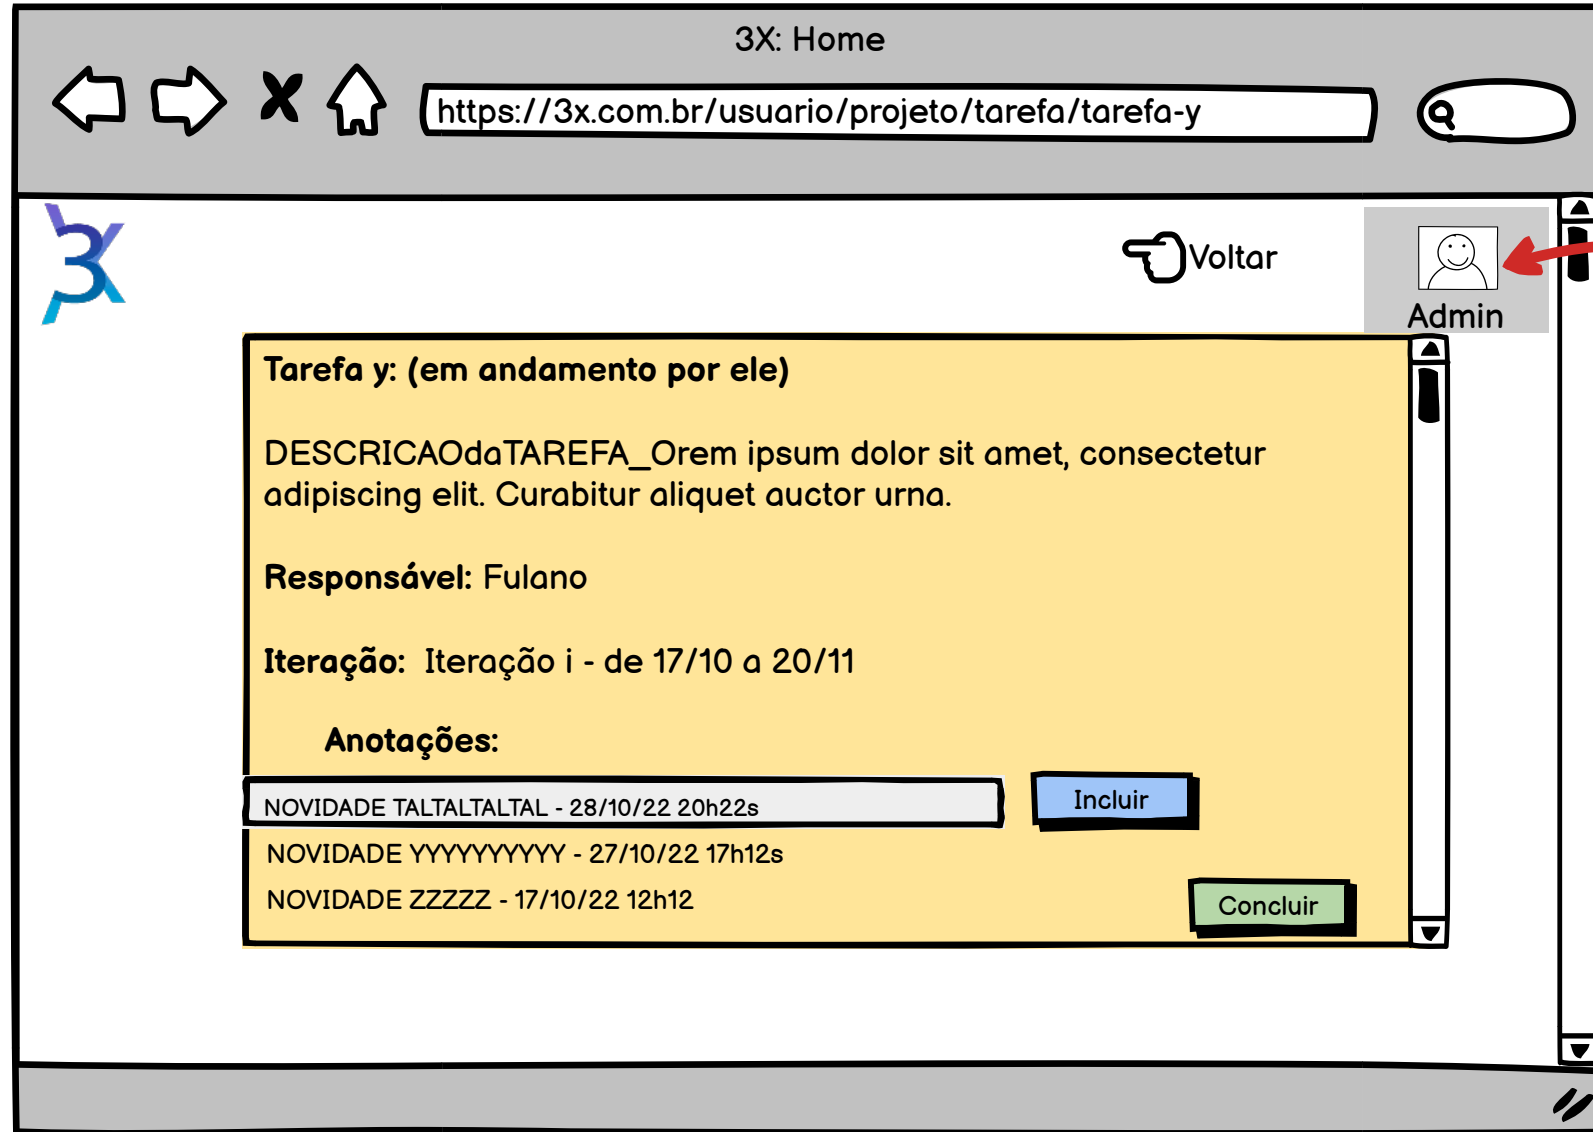 3X: Home
https://3x.com.br/usuario/projeto/tarefa/tarefa-y
3X
Voltar
Admin
Tarefa y: (em andamento por ele)
DESCRICAOdaTAREFA_Orem ipsum dolor sit amet, consectetur
adipiscing elit. Curabitur aliquet auctor urna.
Responsável: Fulano
Iteração: Iteração i - de 17/10 a 20/11
Anotações:
NOVIDADE TALTALTALTAL - 28/10/22 20h22s
Incluir
NOVIDADE YYYYYYYYYY - 27/10/22 17h12s
NOVIDADE ZZZZZ - 17/10/22 12h12
Concluir